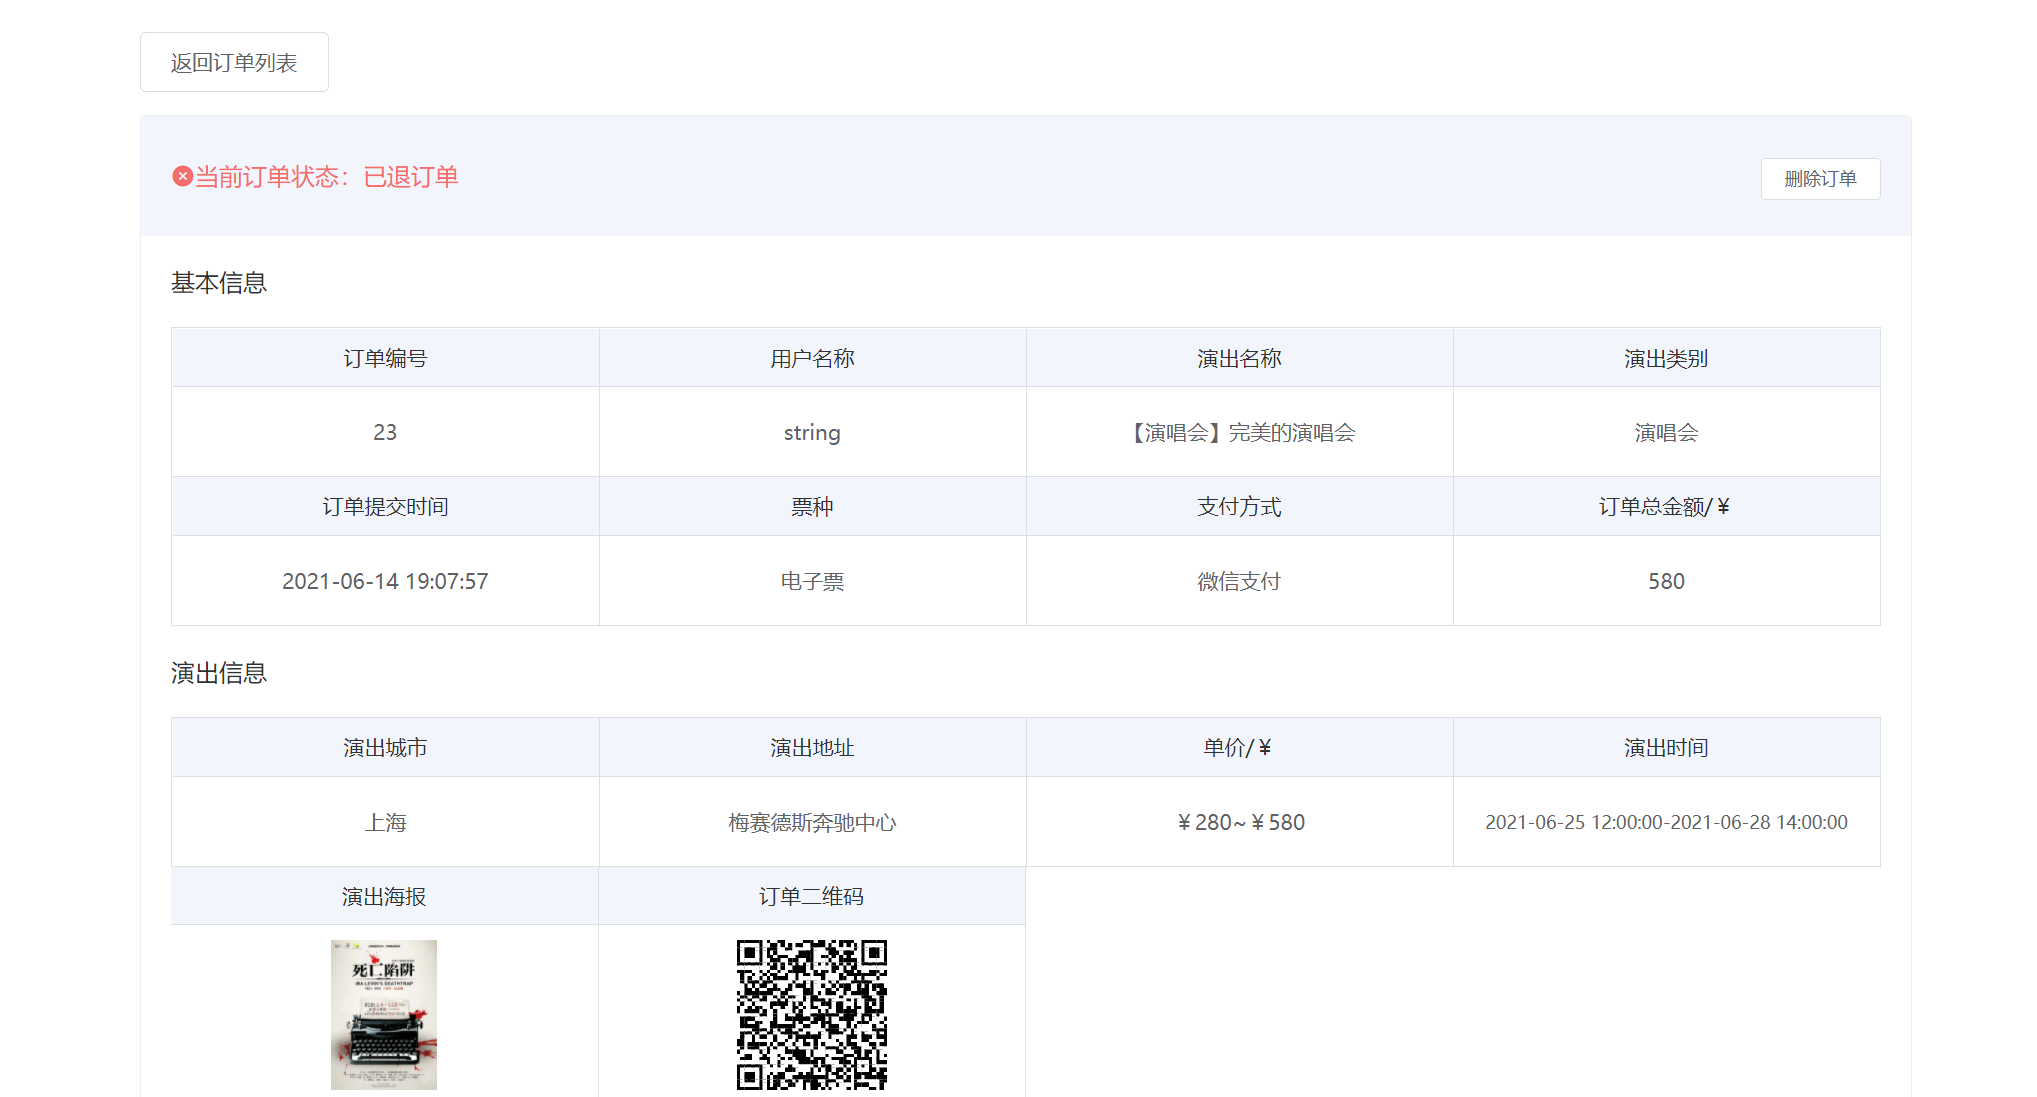 返回订单列表
当前订单状态：已退订单
删除订单
基本信息
订单编号 用户名称 演出名称 演出类别
23 string 【演唱会】完美的演唱会 演唱会
订单提交时间 票种 支付方式 订单总金额/￥
2021-06-14 19:07:57 电子票 微信支付 580
演出信息
演出城市 演出地址 单价/￥ 演出时间
上海 梅赛德斯奔驰中心 ￥280~￥580 2021-06-25 12:00:00-2021-06-28 14:00:00
演出海报 订单二维码
死亡陷阱
IRA LEVIN'S DEATHTRAP